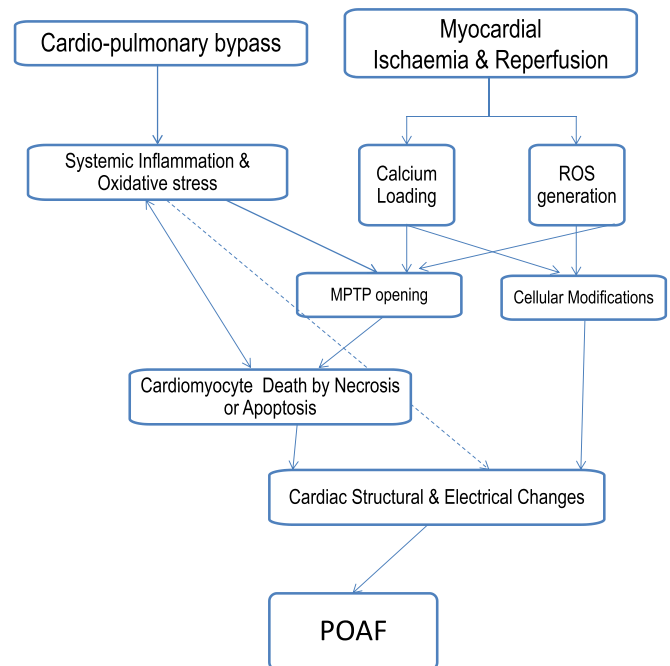 Cardio-pulmonary bypass
Myocardial
Ischaemia & Reperfusion
Systemic Inflammation &
Oxidative stress
Calcium
Loading
ROS
generation
MPTP opening
Cellular Modifications
Cardiomyocyte Death by Necrosis
or Apoptosis
Cardiac Structural & Electrical Changes
POAF